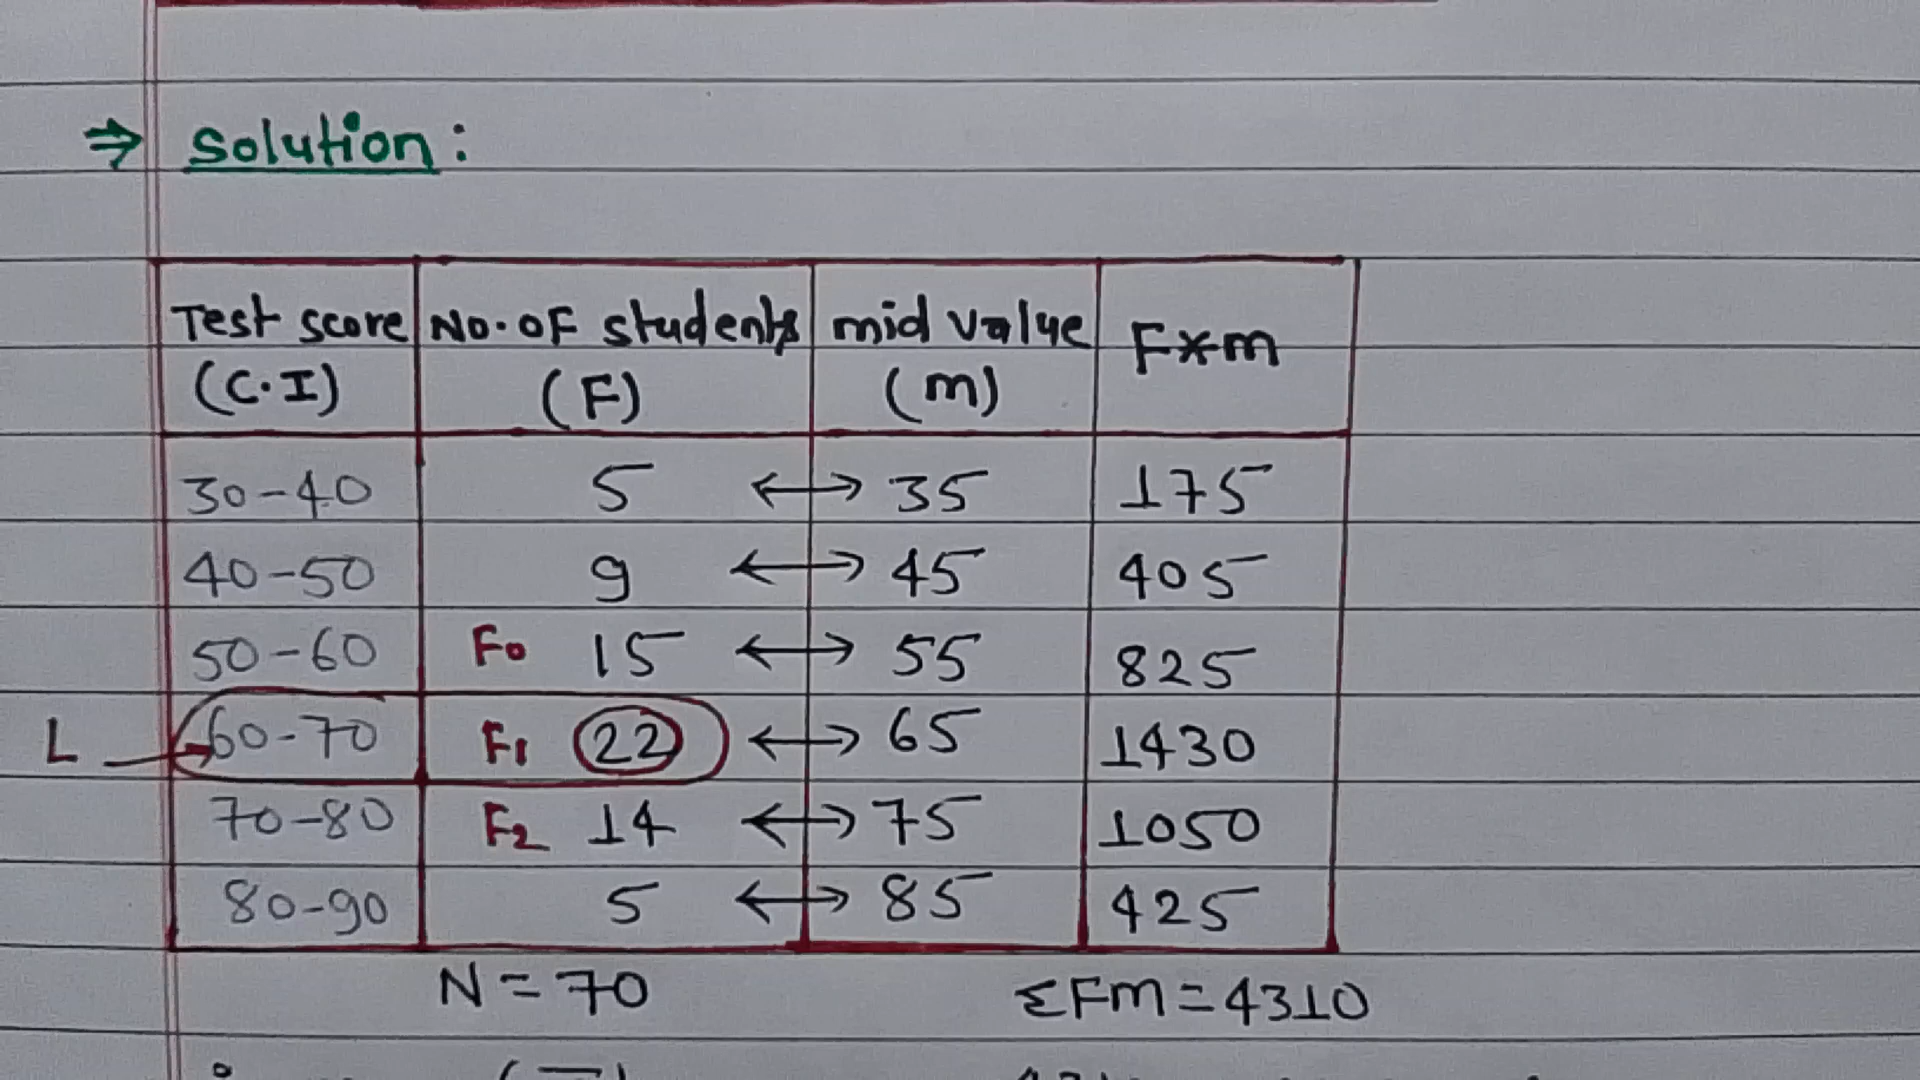 ⇒ Solution:
Test score (C.I) No. of students (F) mid value (m) F×m
30-40 5 ↔ 35 175
40-50 9 ↔ 45 405
50-60 F0 15 ↔ 55 825
L → 60-70 F1 22 ↔ 65 1430
70-80 F2 14 ↔ 75 1050
80-90 5 ↔ 85 425
N = 70 ΣFm = 4310